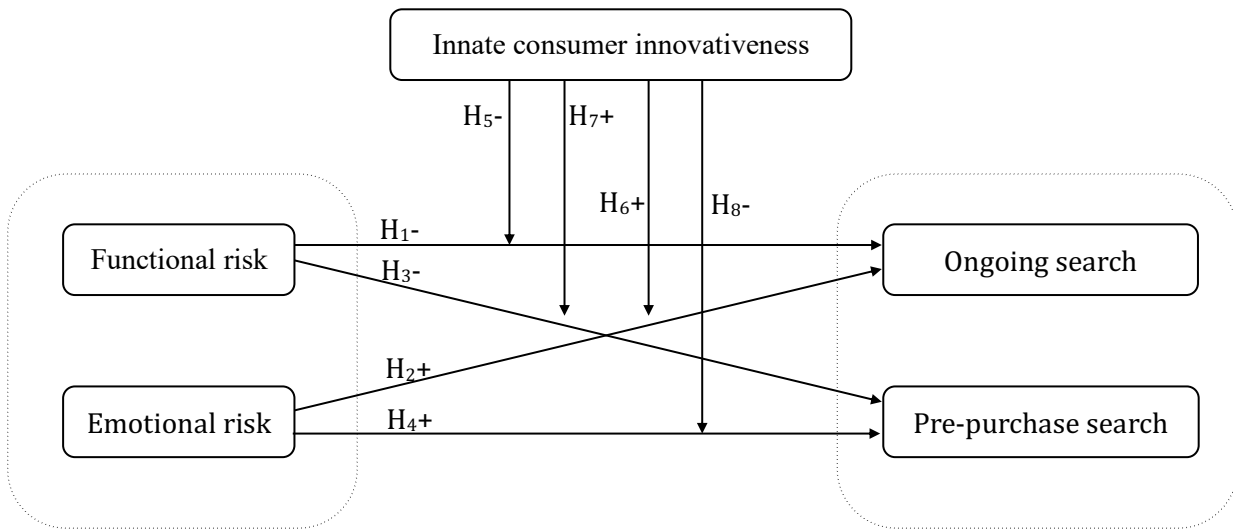 Innate consumer innovativeness
H₅-
H₇+
H₆+
H₈-
H₁-
Functional risk
H₃-
Ongoing search
H₂+
Emotional risk
H₄+
Pre-purchase search